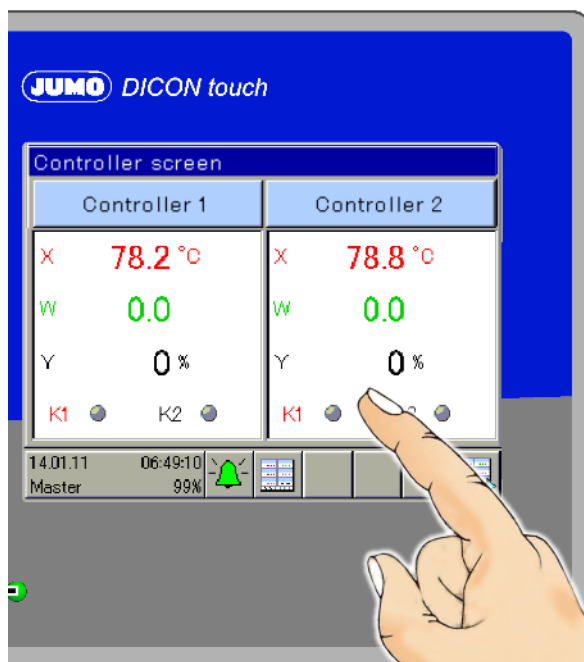 JUMO DICON touch
Controller screen
Controller 1 Controller 2
X 78.2 °C X 78.8 °C
W 0.0 W 0.0
Y 0 % Y 0 %
K1 K2 K1
14.01.11 06:49:10
Master 99%